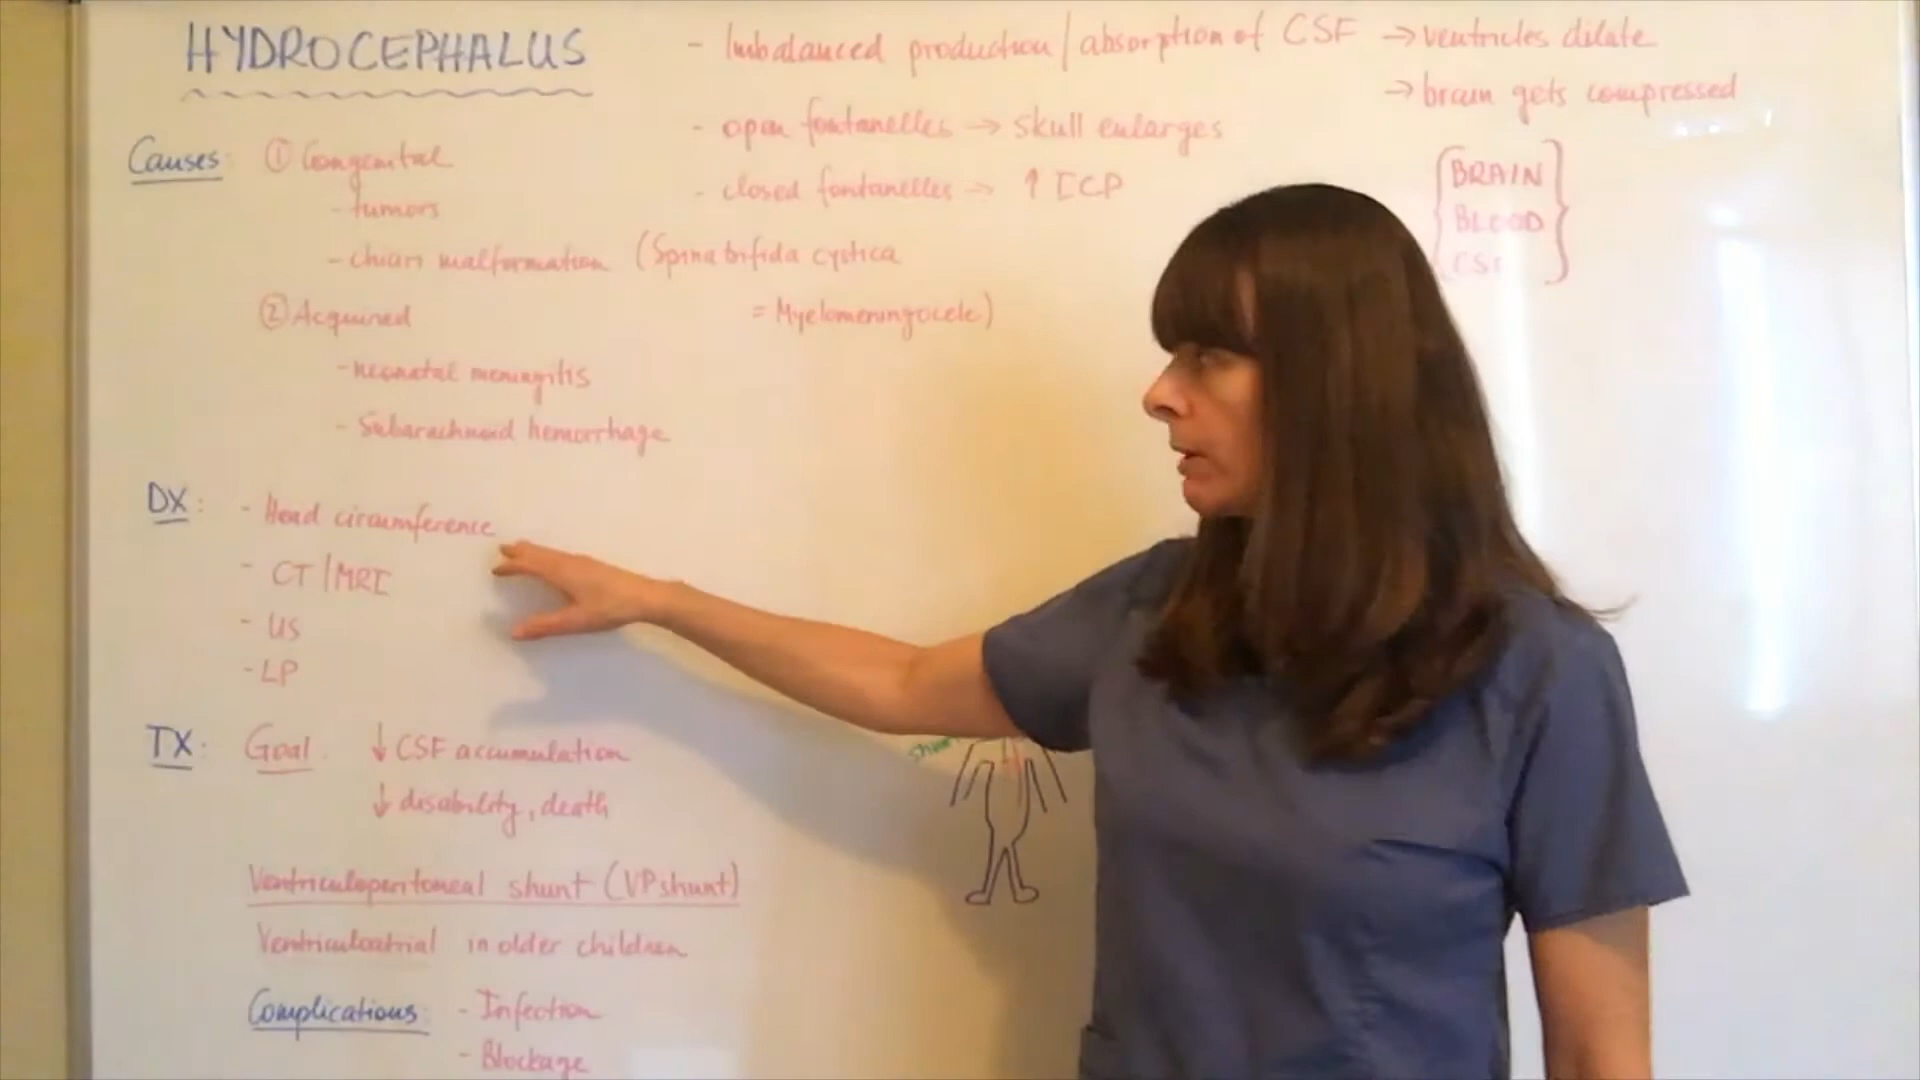 HYDROCEPHALUS
- Imbalanced production/absorption of CSF → ventricles dilate
→ brain gets compressed
- open fontanelles → skull enlarges
- closed fontanelles → ↑ ICP
{BRAIN
BLOOD
CSF}
Causes: ① Congenital
- tumors
- chiari malformation (Spina bifida cystica
= Myelomeningocele)
② Acquired
- neonatal meningitis
- Subarachnoid hemorrhage
DX: - Head circumference
- CT/MRI
- US
- LP
TX: Goal: ↓ CSF accumulation
↓ disability, death
shunt
Ventriculoperitoneal shunt (VP shunt)
Ventriculoatrial in older children
Complications: - Infection
- Blockage